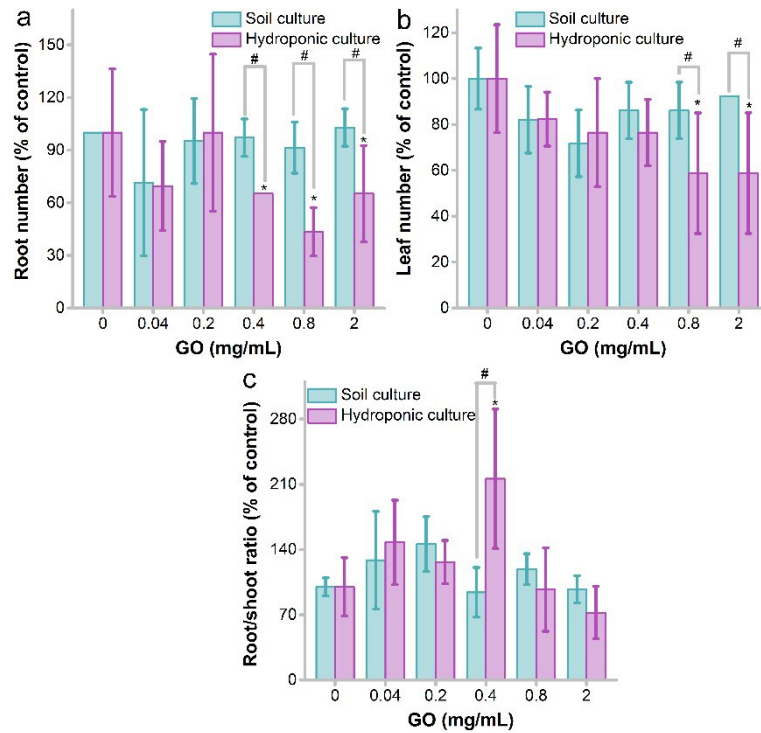 a
Root number (% of control)
150
120
90
60
30
0
Soil culture
Hydroponic culture
#
#
#
*
*
*
0 0.04 0.2 0.4 0.8 2
GO (mg/mL)
b
Leaf number (% of control)
120
100
80
60
40
20
0
Soil culture
Hydroponic culture
#
#
*
*
0 0.04 0.2 0.4 0.8 2
GO (mg/mL)
c
Root/shoot ratio (% of control)
280
210
140
70
0
Soil culture
Hydroponic culture
#
*
0 0.04 0.2 0.4 0.8 2
GO (mg/mL)